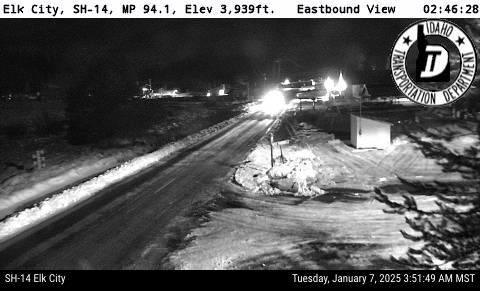 Elk City, SH-14, MP 94.1, Elev 3,939ft. Eastbound View 02:46:28
IDAHO
TRANSPORTATION DEPARTMENT
SH-14 Elk City Tuesday, January 7, 2025 3:51:49 AM MST